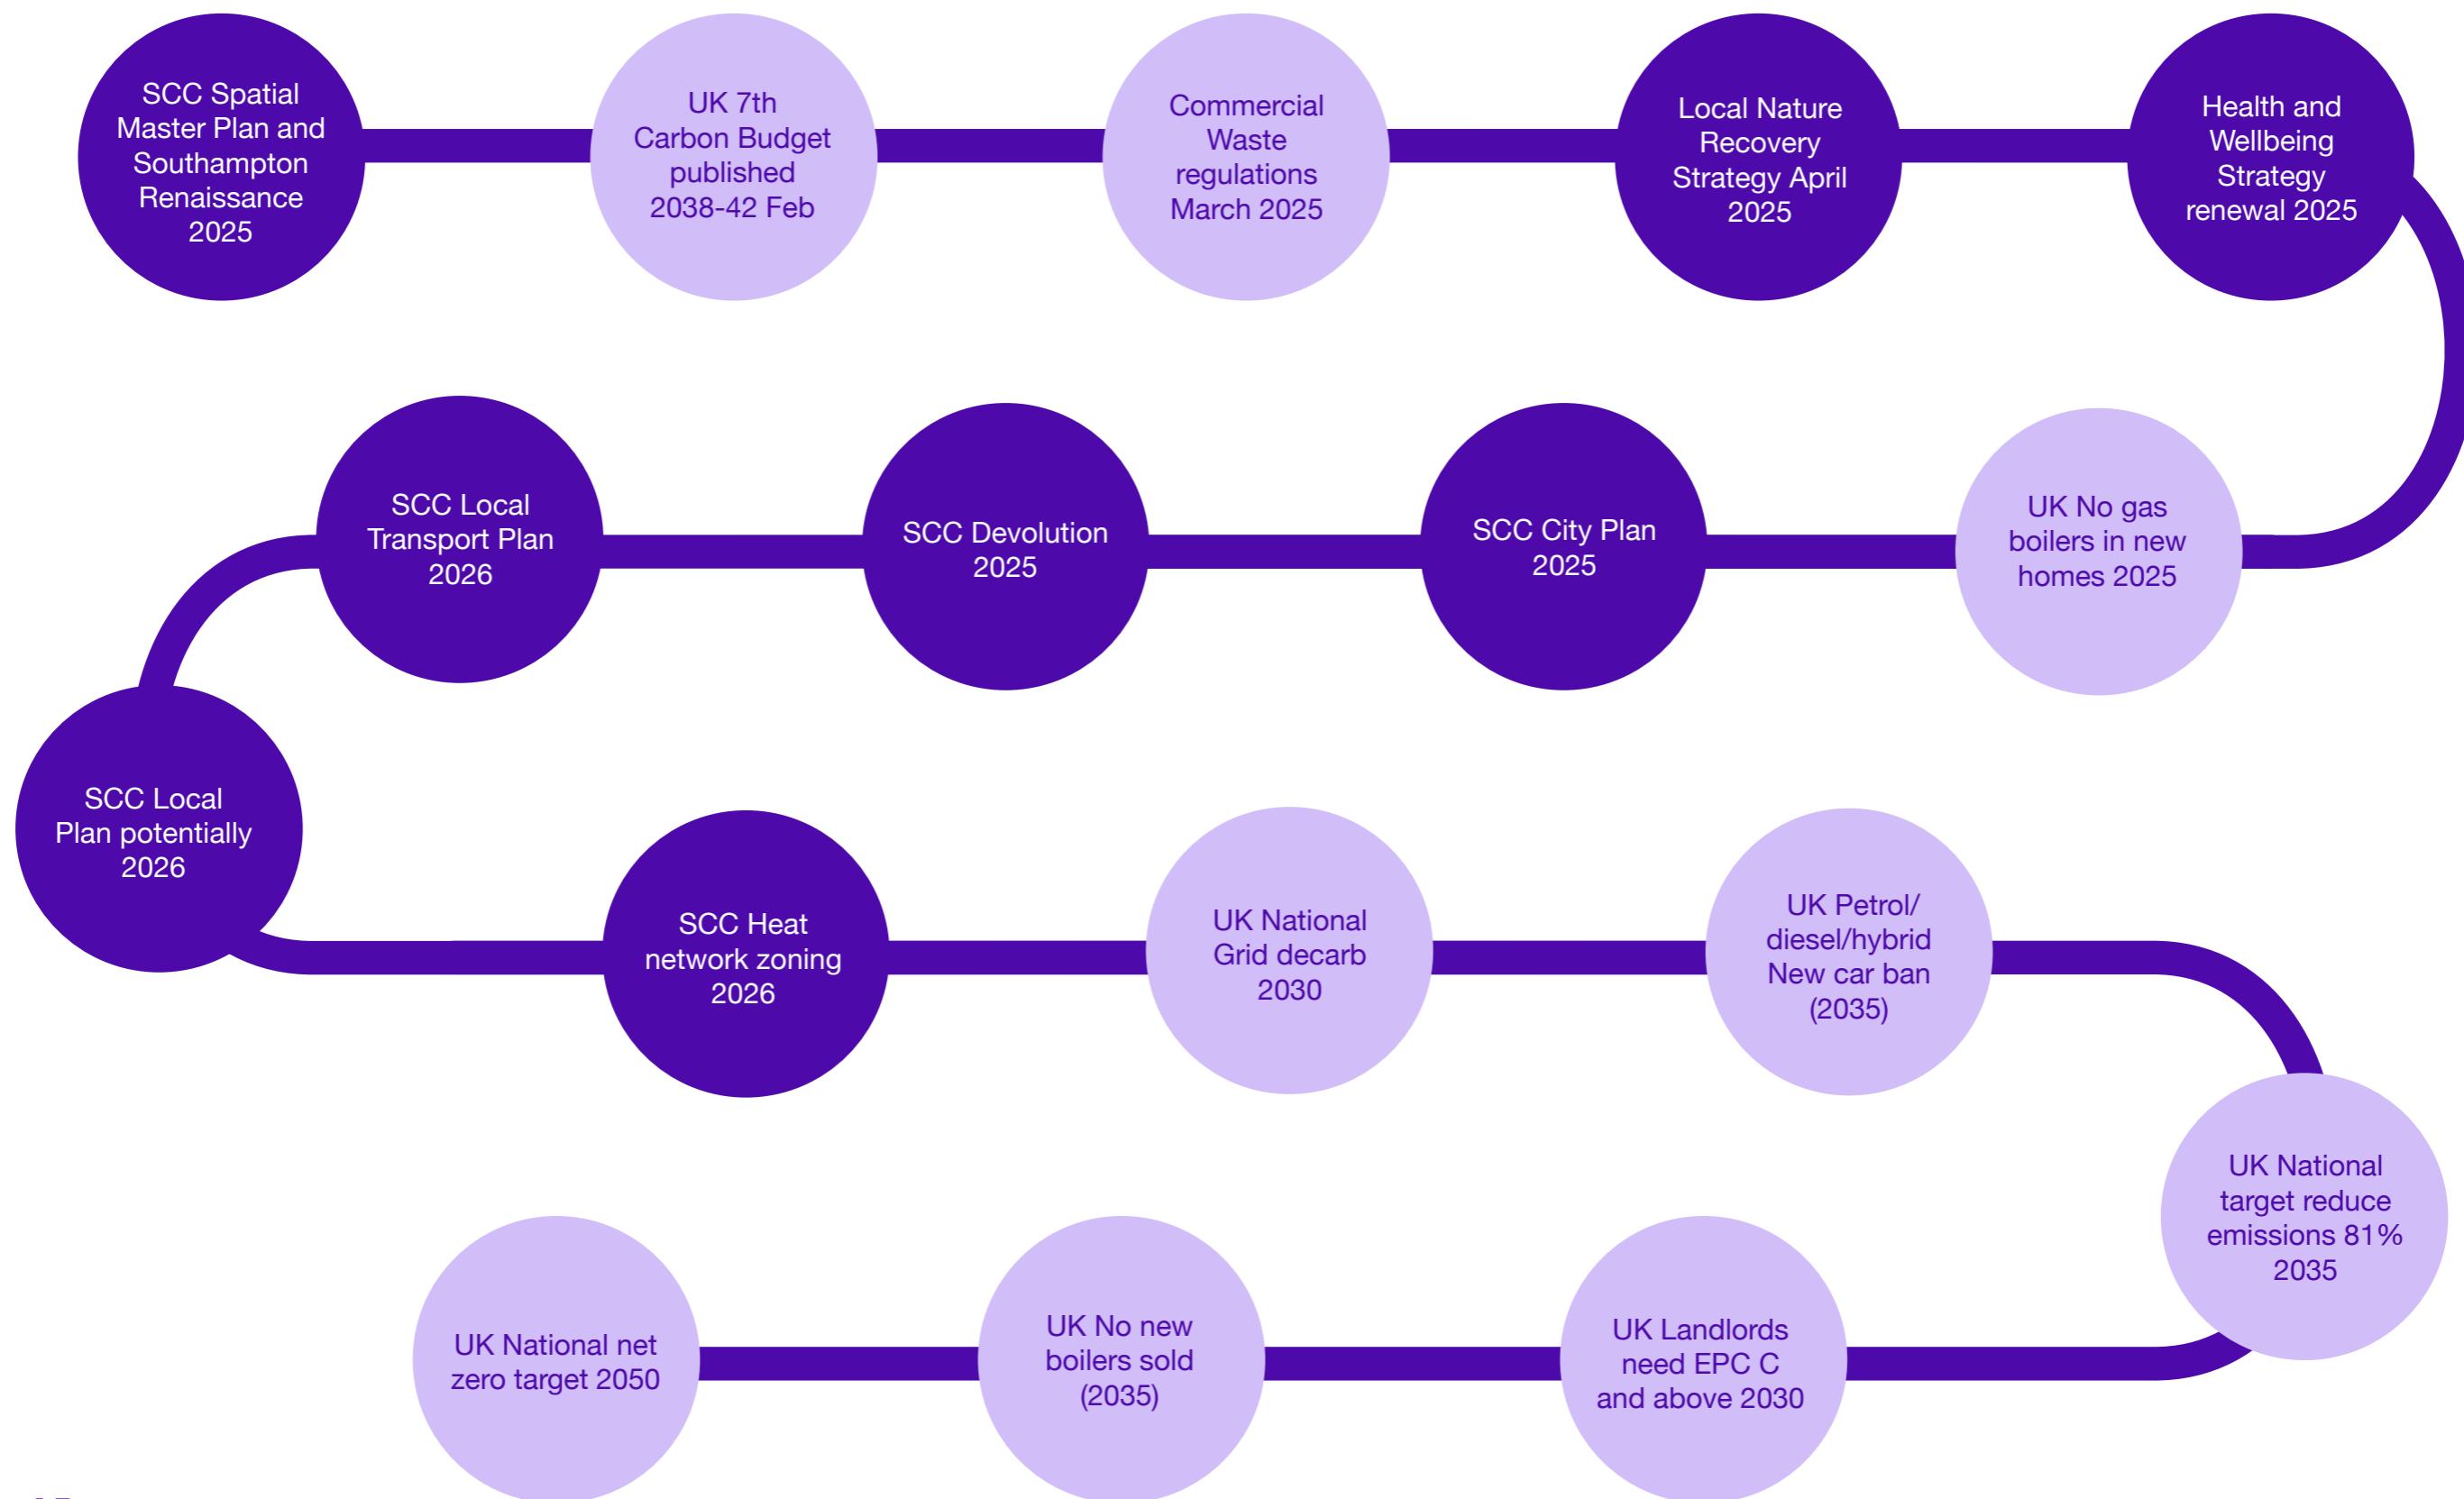 SCC Spatial
Master Plan and
Southampton
Renaissance
2025
UK 7th
Carbon Budget
published
2038-42 Feb
Commercial
Waste
regulations
March 2025
Local Nature
Recovery
Strategy April
2025
Health and
Wellbeing
Strategy
renewal 2025
UK No gas
boilers in new
homes 2025
SCC City Plan
2025
SCC Devolution
2025
SCC Local
Transport Plan
2026
SCC Local
Plan potentially
2026
SCC Heat
network zoning
2026
UK National
Grid decarb
2030
UK Petrol/
diesel/hybrid
New car ban
(2035)
UK National
target reduce
emissions 81%
2035
UK Landlords
need EPC C
and above 2030
UK No new
boilers sold
(2035)
UK National net
zero target 2050